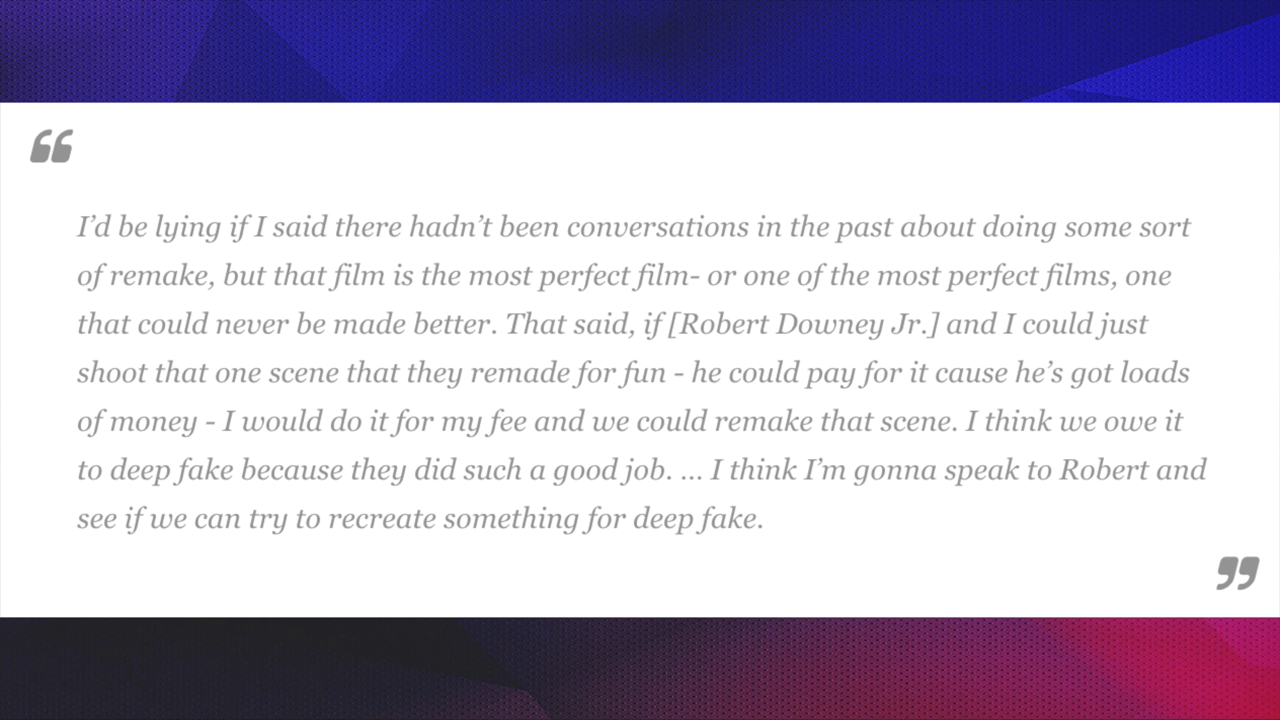 “
I’d be lying if I said there hadn’t been conversations in the past about doing some sort
of remake, but that film is the most perfect film- or one of the most perfect films, one
that could never be made better. That said, if [Robert Downey Jr.] and I could just
shoot that one scene that they remade for fun - he could pay for it cause he’s got loads
of money - I would do it for my fee and we could remake that scene. I think we owe it
to deep fake because they did such a good job. ... I think I’m gonna speak to Robert and
see if we can try to recreate something for deep fake.
”